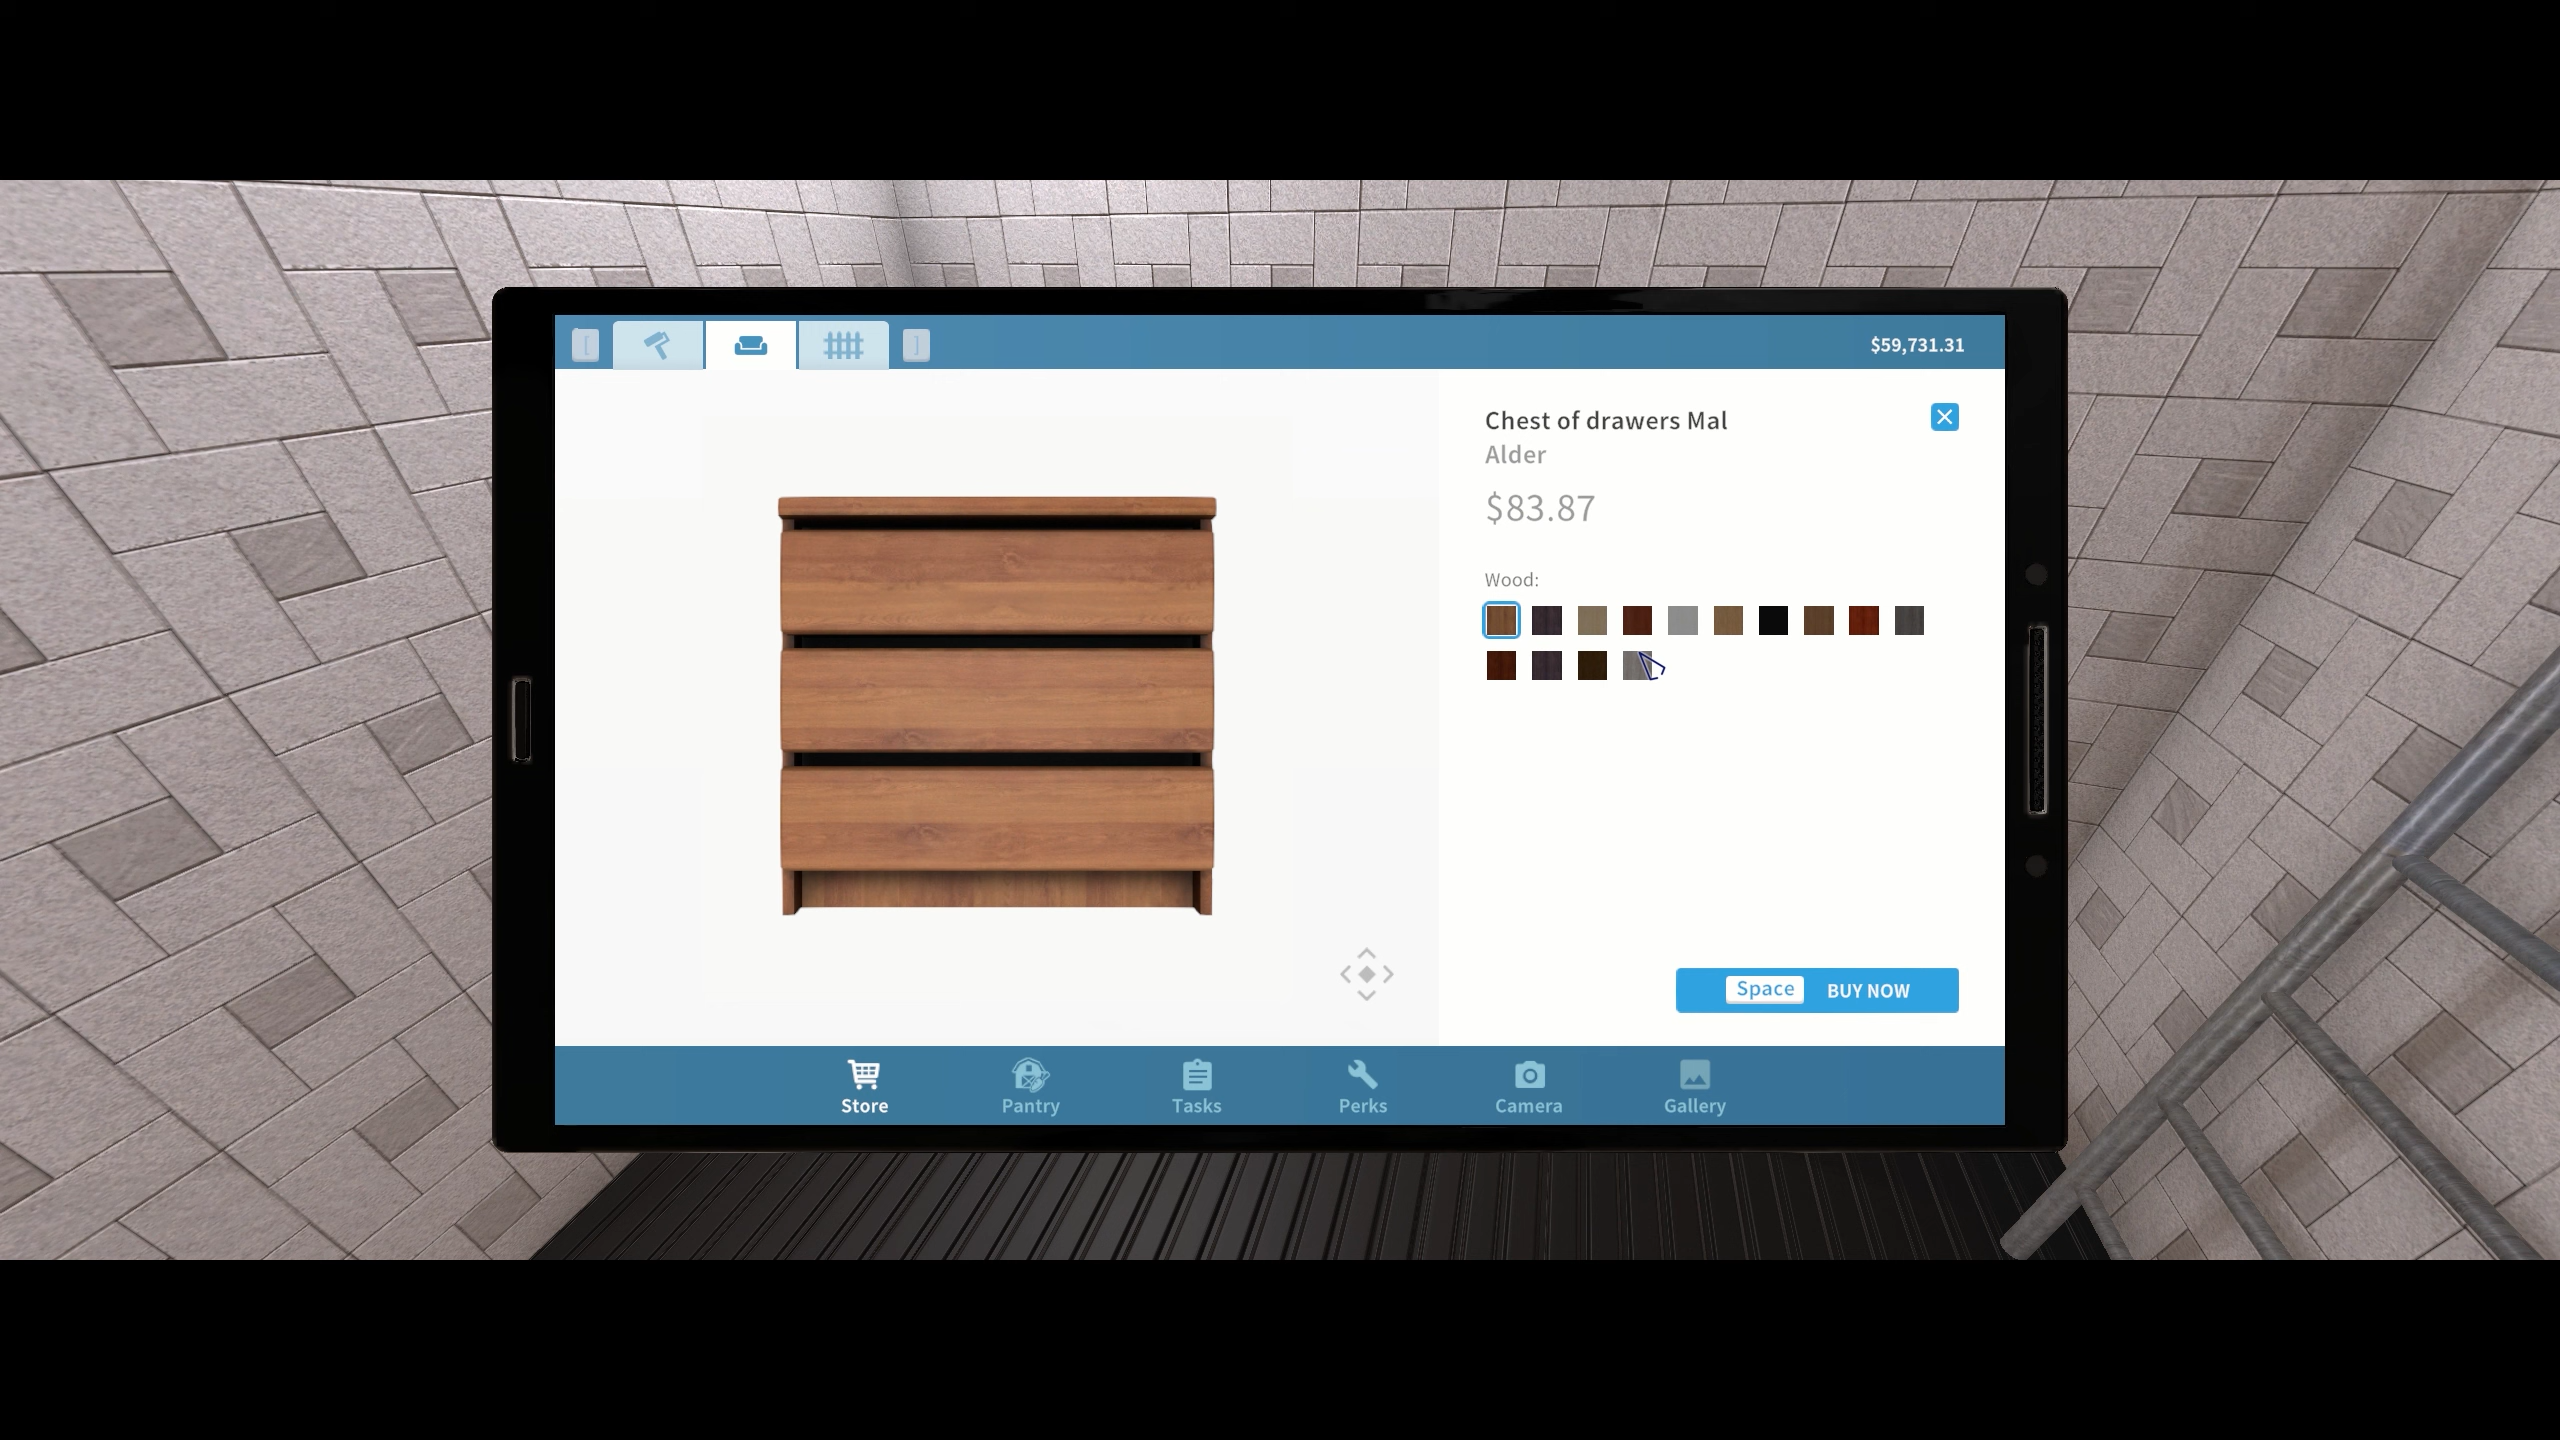 [
]
$59,731.31
Chest of drawers Mal
Alder
$83.87
Wood:
Space BUY NOW
Store
Pantry
Tasks
Perks
Camera
Gallery